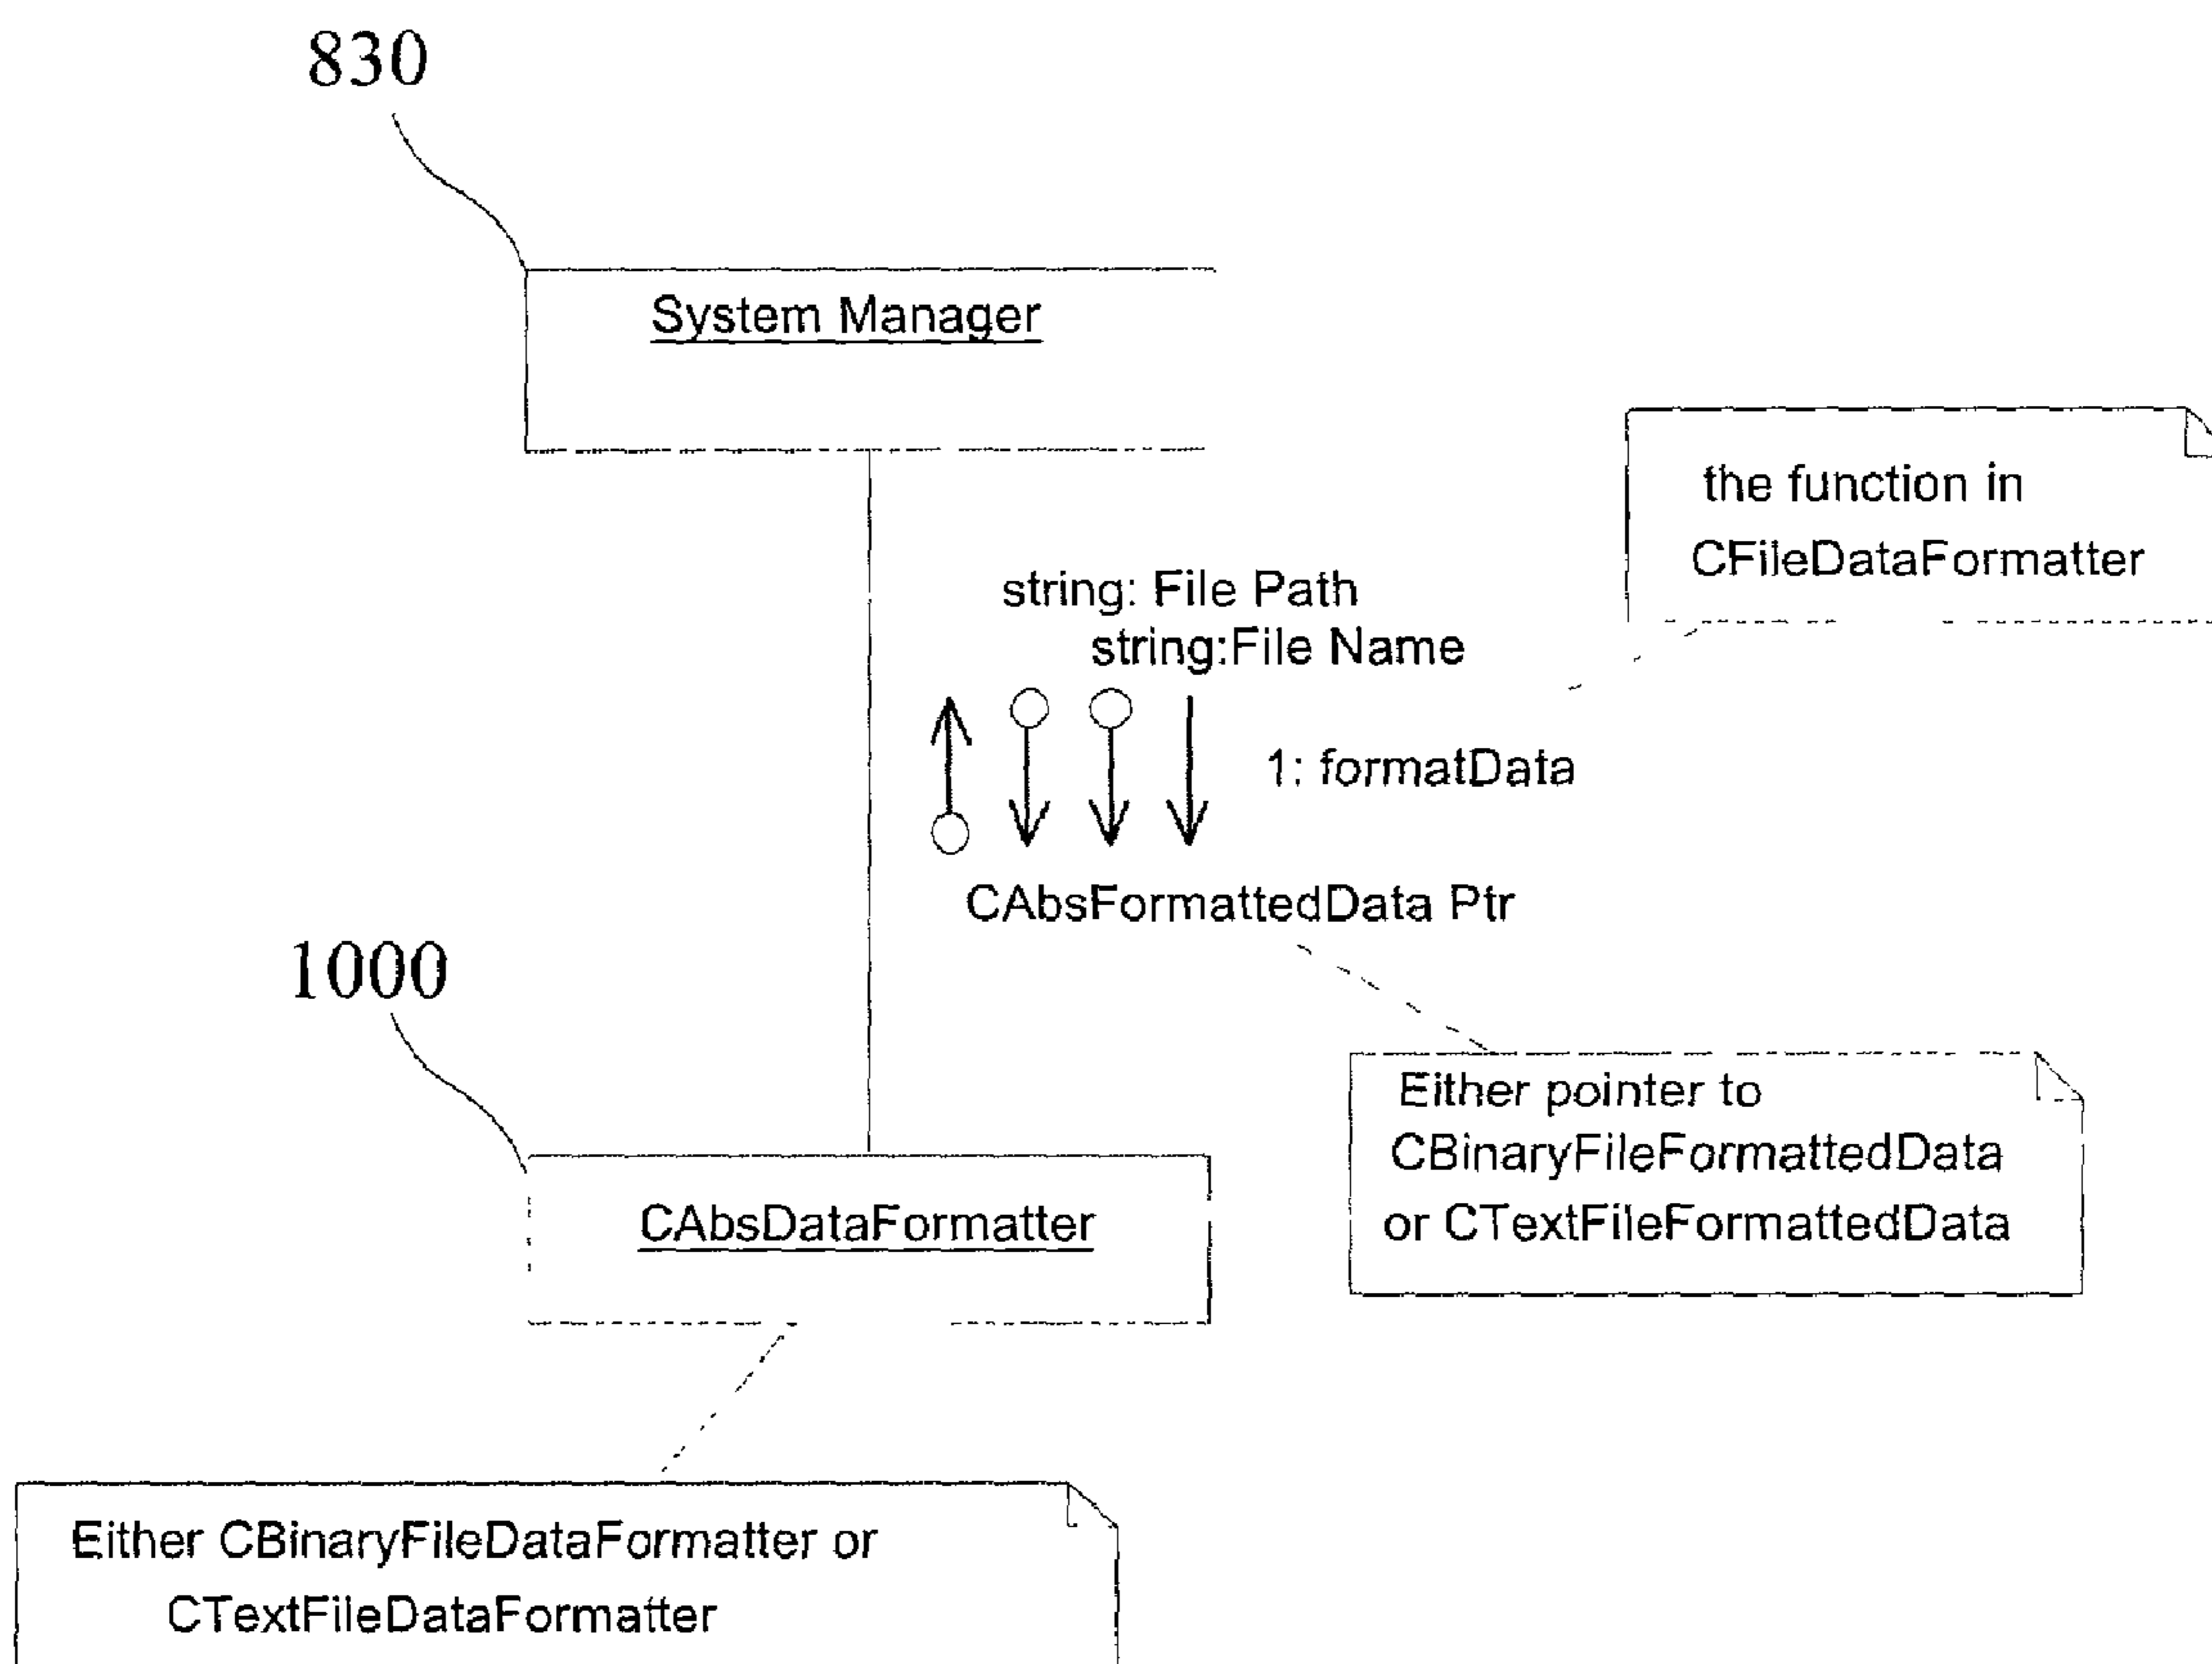 830
System Manager
the function in
CFileDataFormatter
string: File Path
string:File Name
1: formatData
CAbsFormattedData Ptr
1000
Either pointer to
CBinaryFileFormattedData
or CTextFileFormattedData
CAbsDataFormatter
Either CBinaryFileDataFormatter or
CTextFileDataFormatter